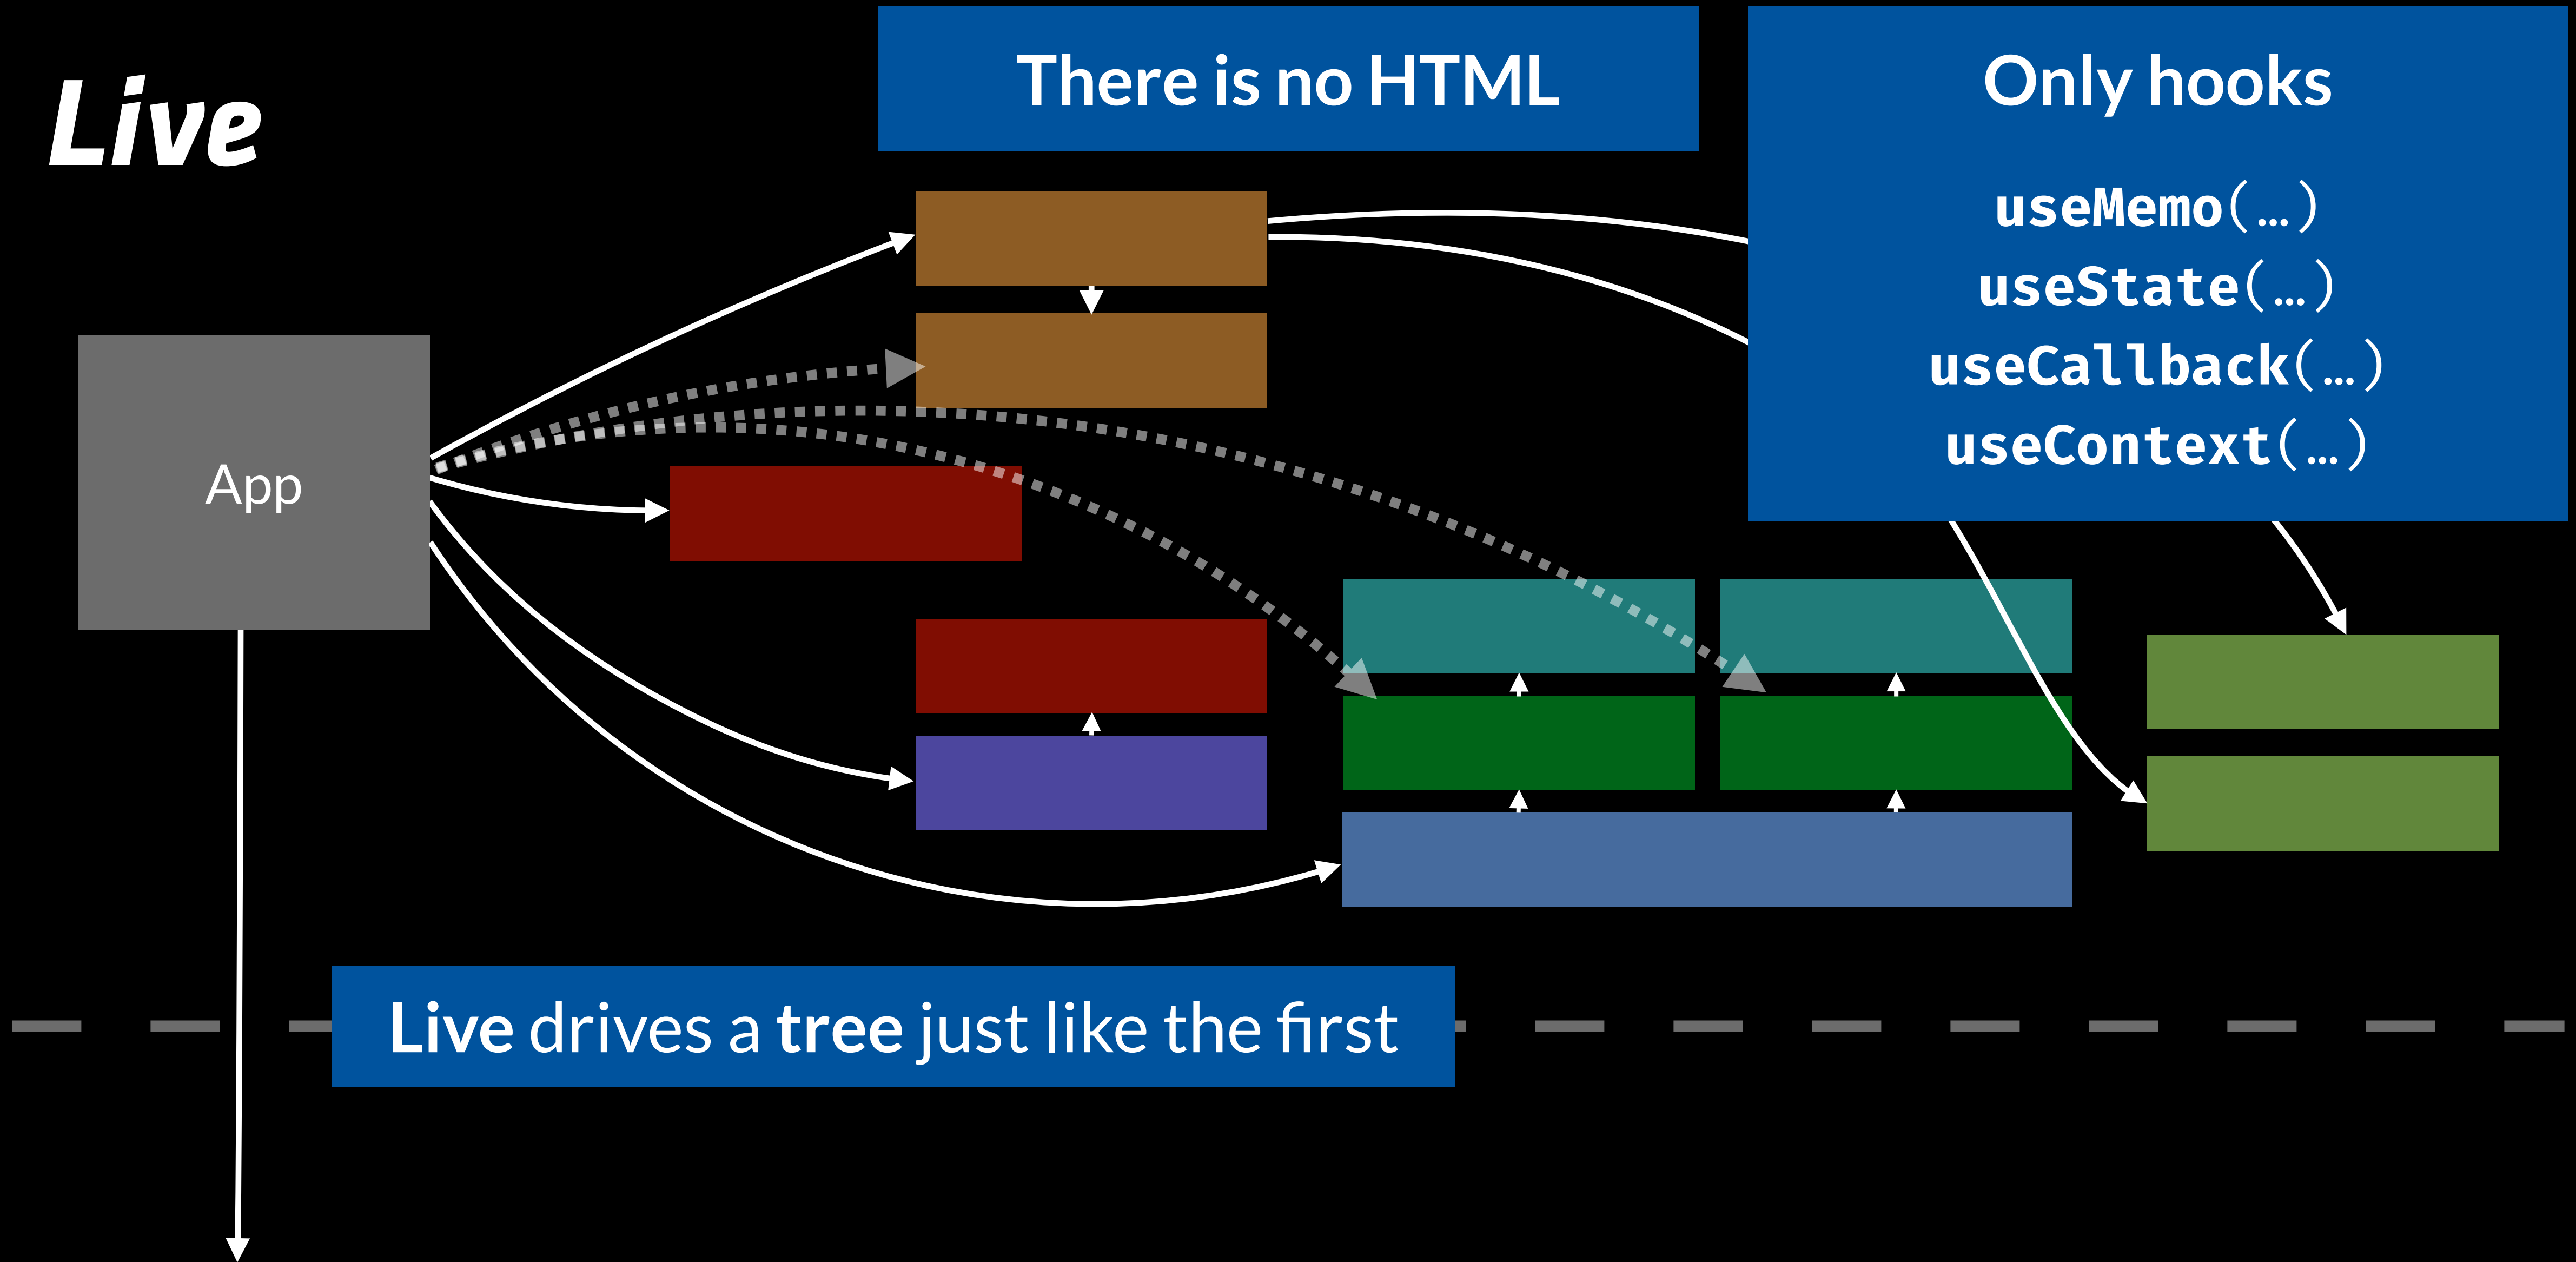 Live
There is no HTML
Only hooks
useMemo(…)
useState(…)
useCallback(…)
useContext(…)
App
Live drives a tree just like the first